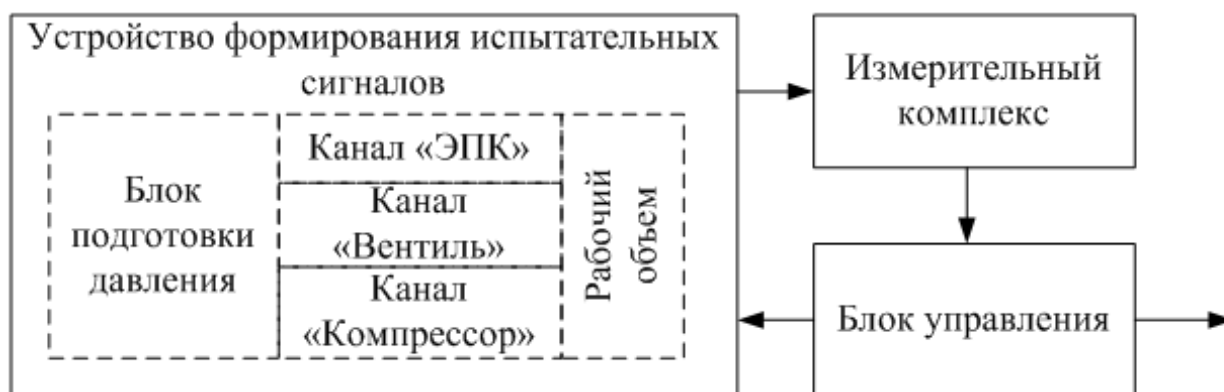 Устройство формирования испытательных
сигналов
Блок
подготовки
давления
Канал «ЭПК»
Канал
«Вентиль»
Канал
«Компрессор»
Рабочий
объем
Измерительный
комплекс
Блок управления